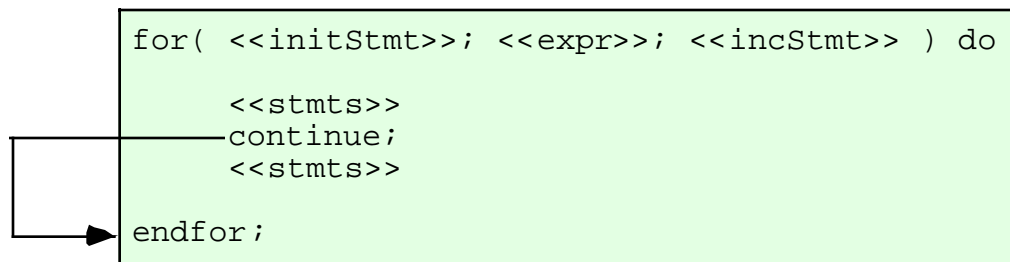 for( <<initStmt>>; <<expr>>; <<incStmt>> ) do
<<stmts>>
continue;
<<stmts>>
endfor;